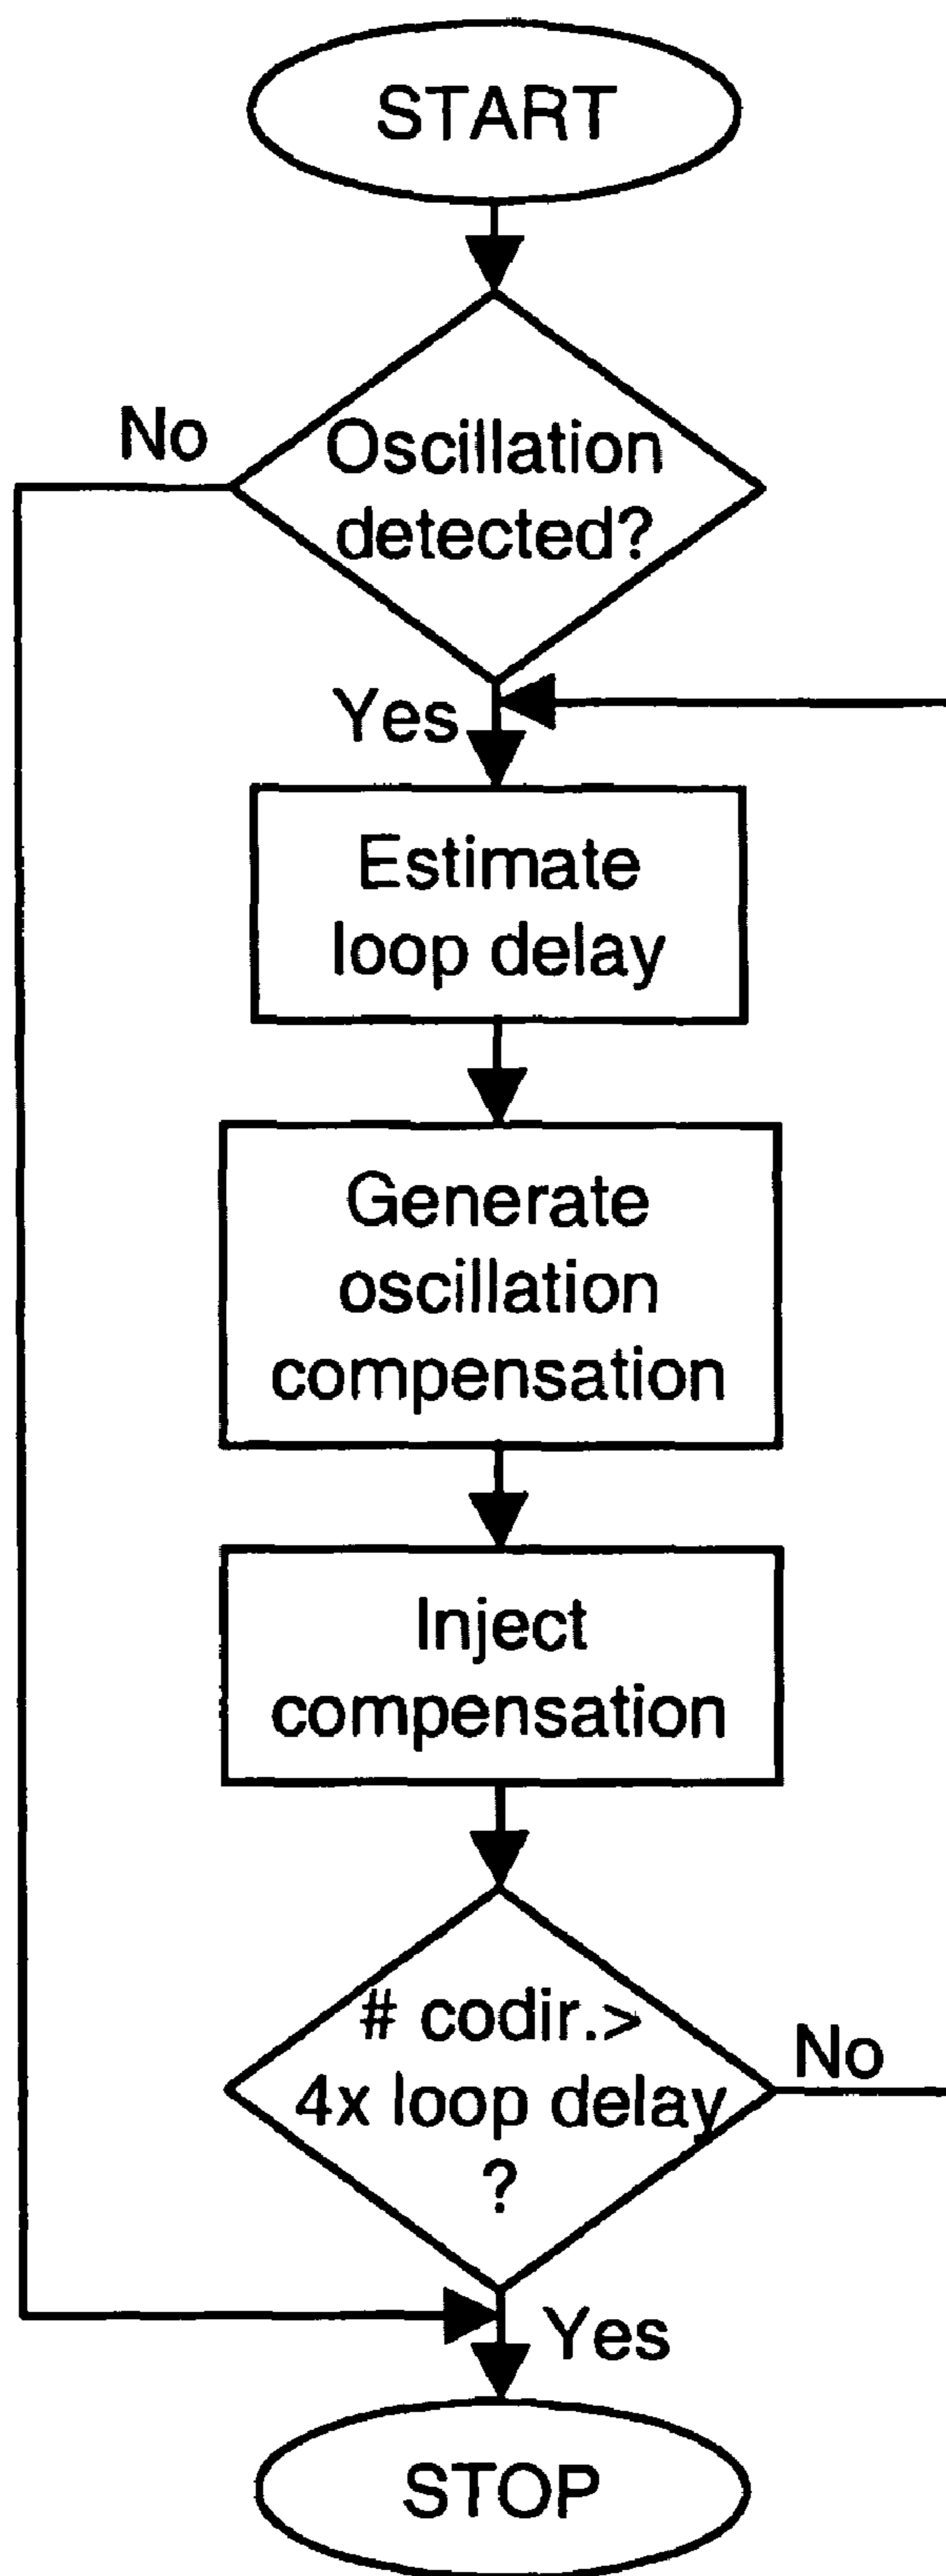 START
No
Oscillation
detected?
Yes
Estimate
loop delay
Generate
oscillation
compensation
Inject
compensation
# codir.>
4x loop delay
?
No
Yes
STOP